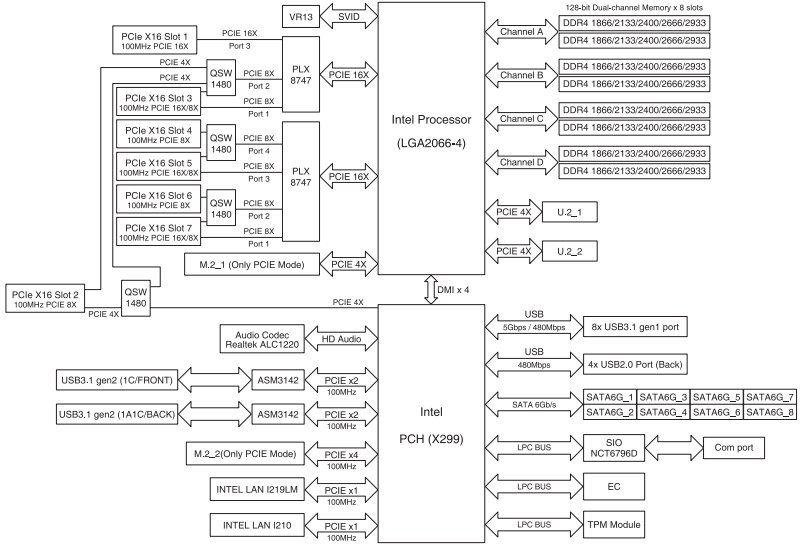 128-bit Dual-channel Memory x 8 slots
VR13
SVID
PCIe X16 Slot 1
100MHz PCIE 16X
PCIE 16X
Port 3
PCIE 4X
PCIE 4X
QSW
1480
PCIE 8X
Port 2
PLX
8747
PCIE 16X
PCIe X16 Slot 3
100MHz PCIE 16X/8X
PCIE 8X
Port 1
PCIe X16 Slot 4
100MHz PCIE 8X
QSW
1480
PCIE 8X
Port 4
PCIe X16 Slot 5
100MHz PCIE 16X/8X
PCIE 8X
Port 3
PLX
8747
PCIE 16X
PCIe X16 Slot 6
100MHz PCIE 8X
QSW
1480
PCIE 8X
Port 2
PCIe X16 Slot 7
100MHz PCIE 16X/8X
PCIE 8X
Port 1
M.2_1 (Only PCIE Mode)
PCIE 4X
PCIe X16 Slot 2
100MHz PCIE 8X
QSW
1480
PCIE 4X
PCIE 4X
Intel Processor
(LGA2066-4)
Channel A
DDR4 1866/2133/2400/2666/2933
DDR4 1866/2133/2400/2666/2933
Channel B
DDR4 1866/2133/2400/2666/2933
DDR4 1866/2133/2400/2666/2933
Channel C
DDR4 1866/2133/2400/2666/2933
DDR4 1866/2133/2400/2666/2933
Channel D
DDR4 1866/2133/2400/2666/2933
DDR4 1866/2133/2400/2666/2933
PCIE 4X
U.2_1
PCIE 4X
U.2_2
DMI x 4
Audio Codec
Realtek ALC1220
HD Audio
USB3.1 gen2 (1C/FRONT)
ASM3142
PCIE x2
100MHz
USB3.1 gen2 (1A1C/BACK)
ASM3142
PCIE x2
100MHz
M.2_2(Only PCIE Mode)
PCIE x4
100MHz
INTEL LAN I219LM
PCIE x1
100MHz
INTEL LAN I210
PCIE x1
100MHz
Intel
PCH (X299)
USB
5Gbps / 480Mbps
8x USB3.1 gen1 port
USB
480Mbps
4x USB2.0 Port (Back)
SATA 6Gb/s
SATA6G_1 SATA6G_3 SATA6G_5 SATA6G_7
SATA6G_2 SATA6G_4 SATA6G_6 SATA6G_8
LPC BUS
SIO
NCT6796D
Com port
LPC BUS
EC
LPC BUS
TPM Module